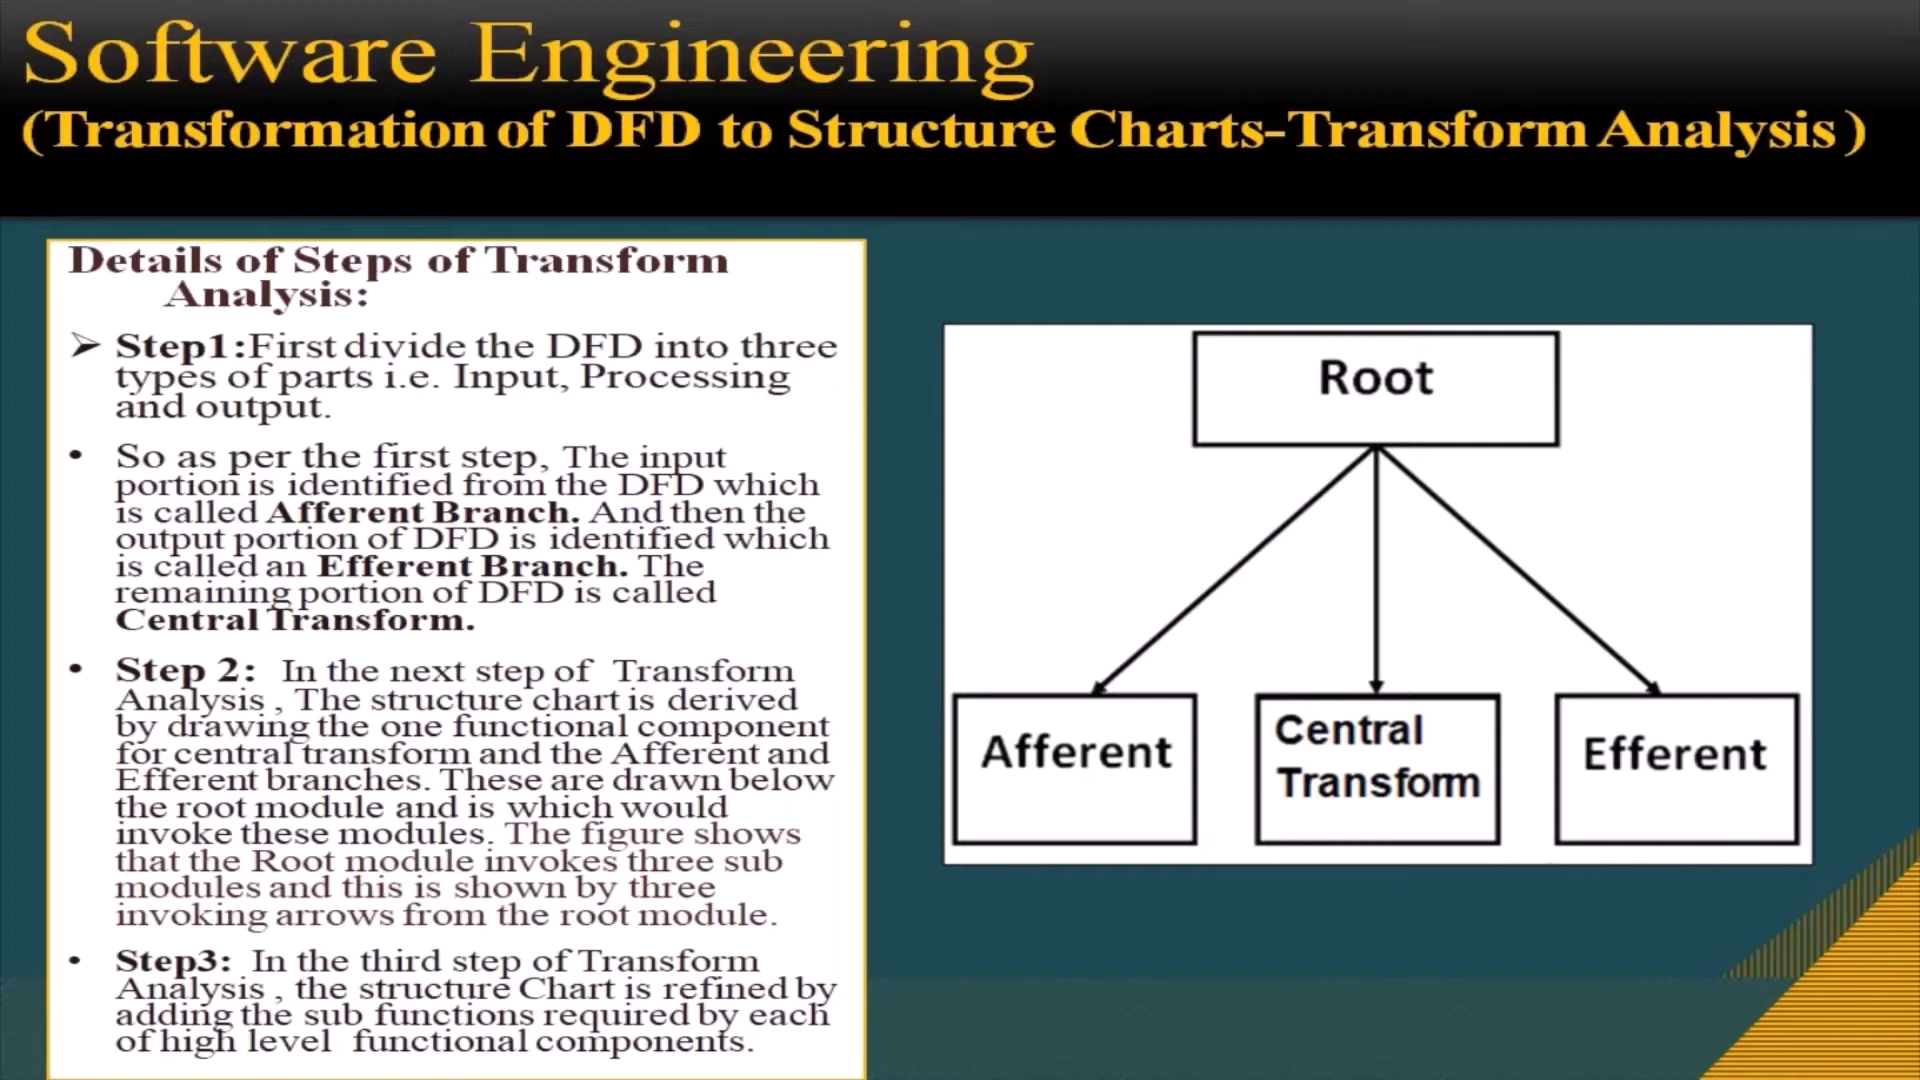 Software Engineering
(Transformation of DFD to Structure Charts-Transform Analysis )
Details of Steps of Transform
Analysis:
➢ Step1:First divide the DFD into three
types of parts i.e. Input, Processing
and output.
• So as per the first step, The input
portion is identified from the DFD which
is called Afferent Branch. And then the
output portion of DFD is identified which
is called an Efferent Branch. The
remaining portion of DFD is called
Central Transform.
• Step 2: In the next step of Transform
Analysis , The structure chart is derived
by drawing the one functional component
for central transform and the Afferent and
Efferent branches. These are drawn below
the root module and is which would
invoke these modules. The figure shows
that the Root module invokes three sub
modules and this is shown by three
invoking arrows from the root module.
• Step3: In the third step of Transform
Analysis , the structure Chart is refined by
adding the sub functions required by each
of high level functional components.
Root
Afferent
Central
Transform
Efferent